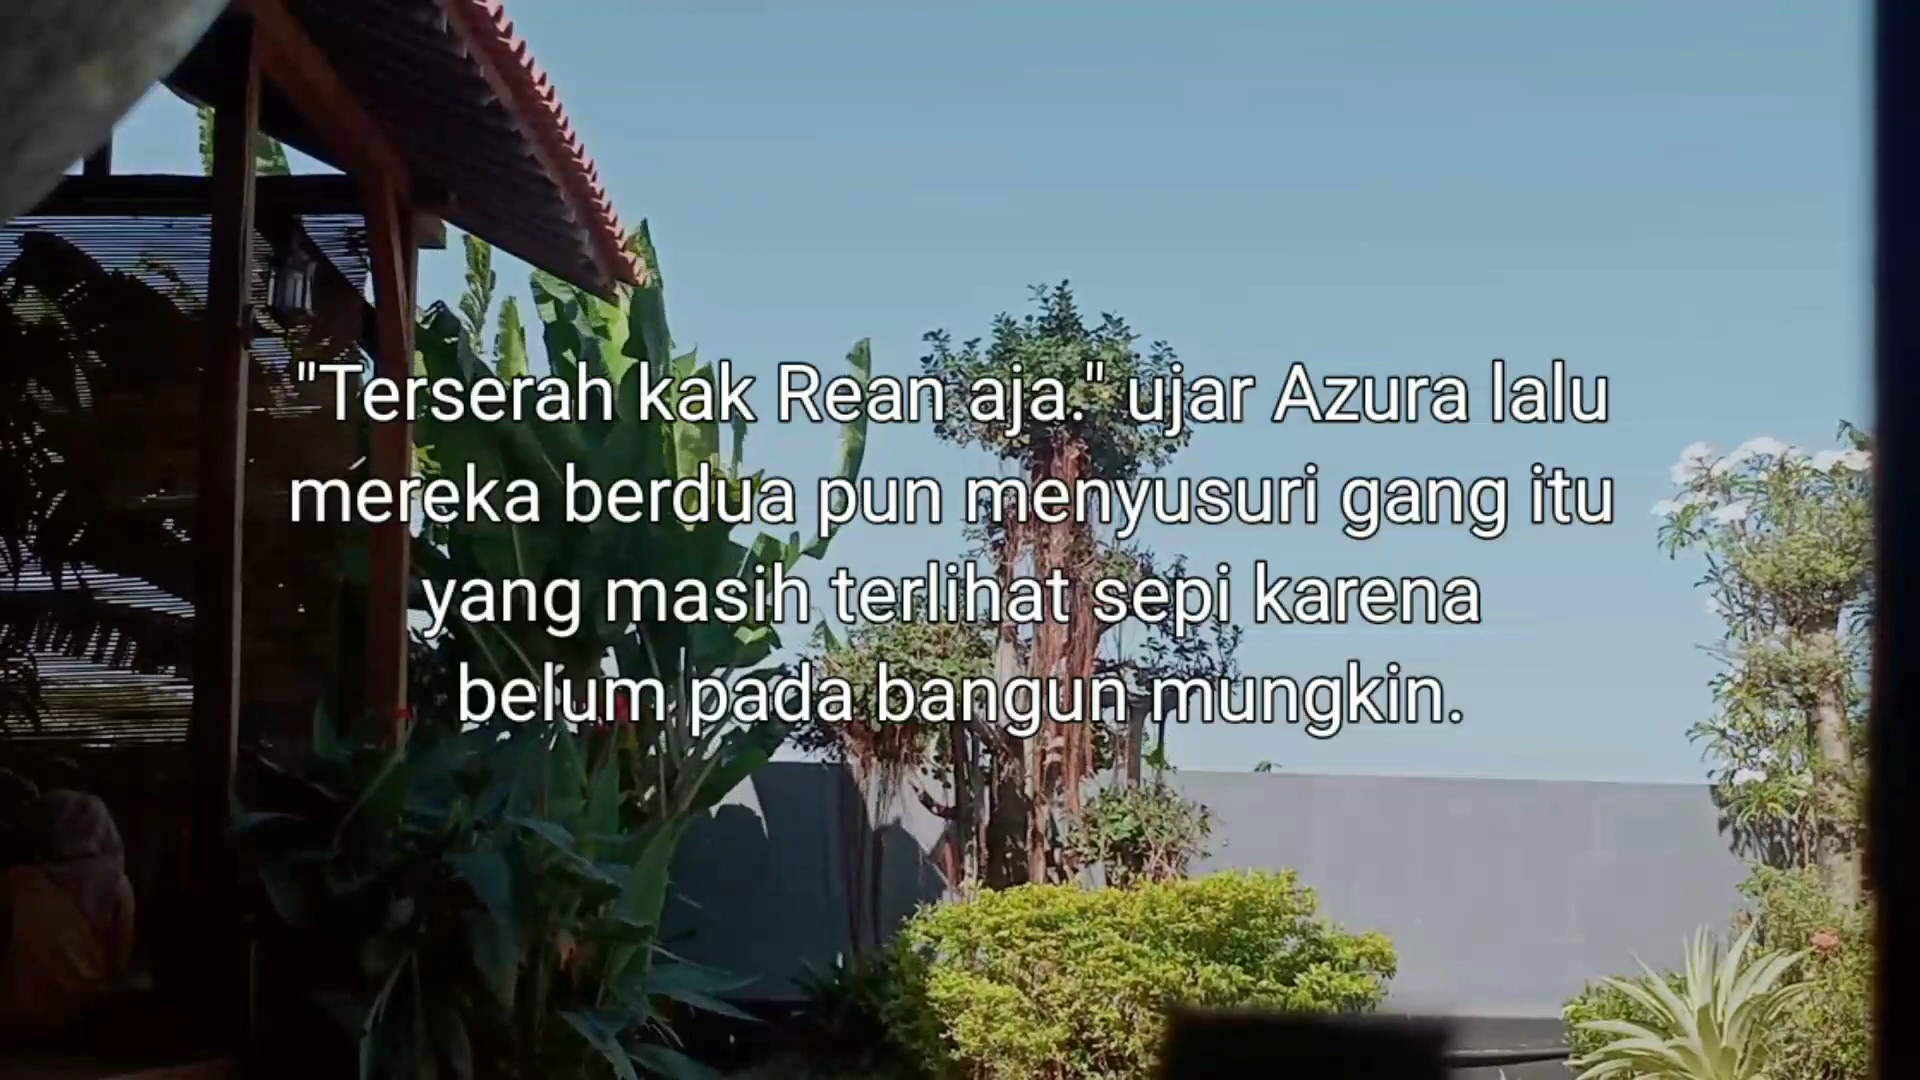 "Terserah kak Rean aja." ujar Azura lalu
mereka berdua pun menyusuri gang itu
yang masih terlihat sepi karena
belum pada bangun mungkin.